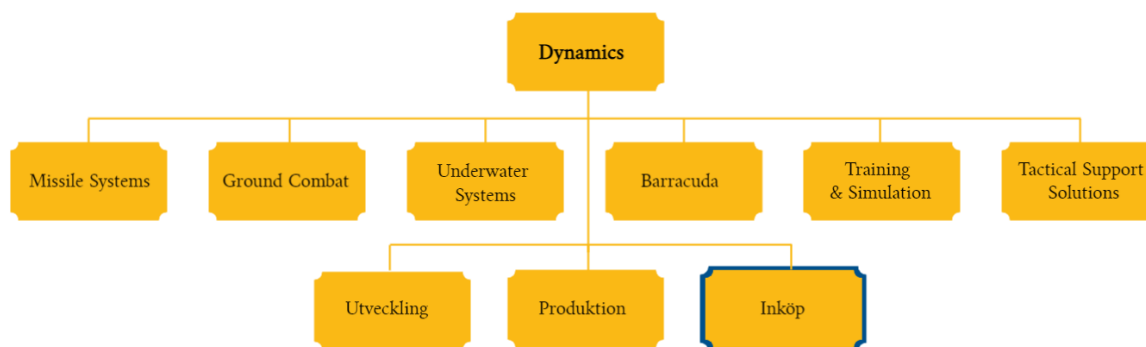 Dynamics
Missile Systems
Ground Combat
Underwater
Systems
Barracuda
Training
& Simulation
Tactical Support
Solutions
Utveckling
Produktion
Inköp